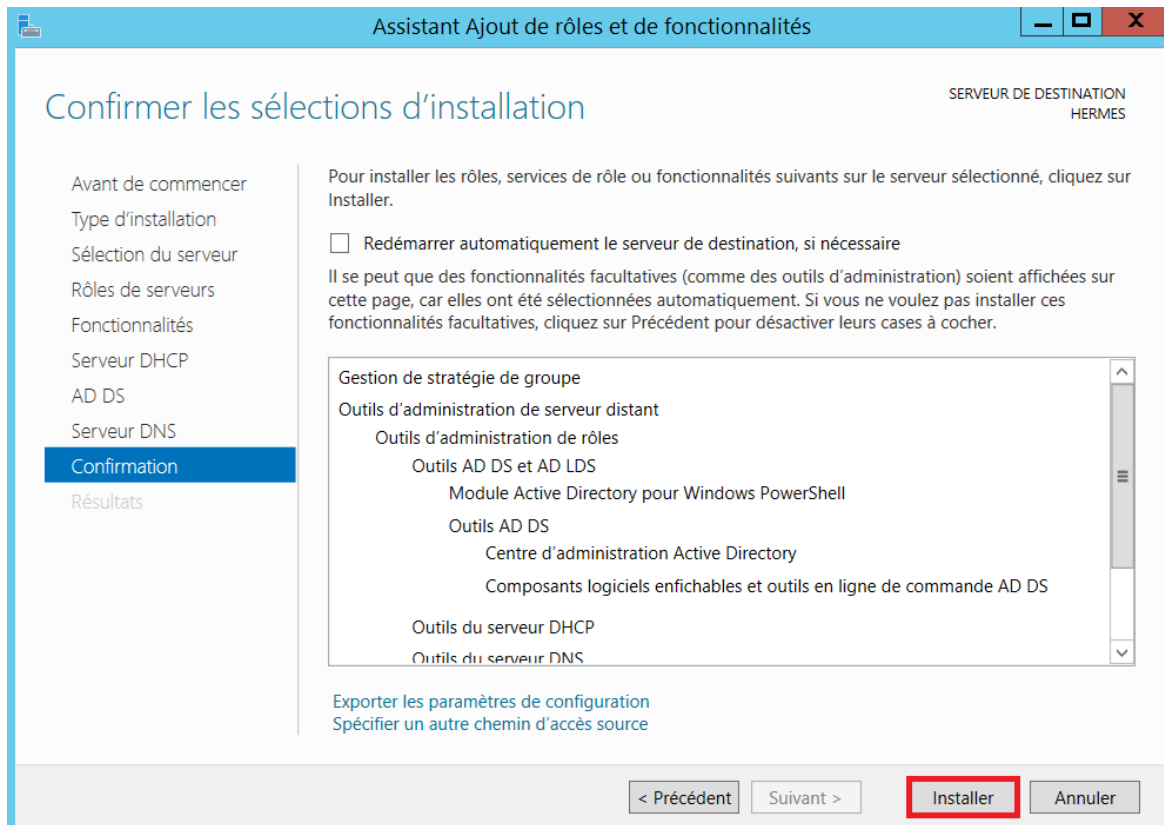 Assistant Ajout de rôles et de fonctionnalités
Confirmer les sélections d'installation
SERVEUR DE DESTINATION
HERMES
Avant de commencer
Type d'installation
Sélection du serveur
Rôles de serveurs
Fonctionnalités
Serveur DHCP
AD DS
Serveur DNS
Confirmation
Résultats
Pour installer les rôles, services de rôle ou fonctionnalités suivants sur le serveur sélectionné, cliquez sur
Installer.
Redémarrer automatiquement le serveur de destination, si nécessaire
Il se peut que des fonctionnalités facultatives (comme des outils d'administration) soient affichées sur
cette page, car elles ont été sélectionnées automatiquement. Si vous ne voulez pas installer ces
fonctionnalités facultatives, cliquez sur Précédent pour désactiver leurs cases à cocher.
Gestion de stratégie de groupe
Outils d'administration de serveur distant
Outils d'administration de rôles
Outils AD DS et AD LDS
Module Active Directory pour Windows PowerShell
Outils AD DS
Centre d'administration Active Directory
Composants logiciels enfichables et outils en ligne de commande AD DS
Outils du serveur DHCP
Outils du serveur DNS
Exporter les paramètres de configuration
Spécifier un autre chemin d'accès source
< Précédent
Suivant >
Installer
Annuler